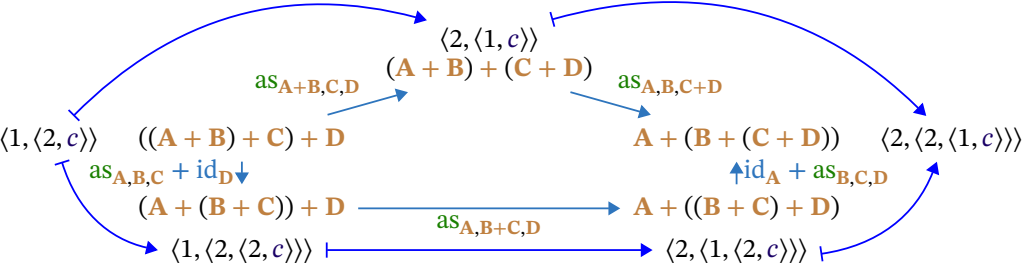 ⟨2, ⟨1, c⟩⟩
(A + B) + (C + D)
as_{A+B,C,D} as_{A,B,C+D}
⟨1, ⟨2, c⟩⟩ ((A + B) + C) + D A + (B + (C + D)) ⟨2, ⟨2, ⟨1, c⟩⟩⟩
as_{A,B,C} + id_D id_A + as_{B,C,D}
(A + (B + C)) + D A + ((B + C) + D)
as_{A,B+C,D}
⟨1, ⟨2, ⟨2, c⟩⟩⟩ ⟨2, ⟨1, ⟨2, c⟩⟩⟩